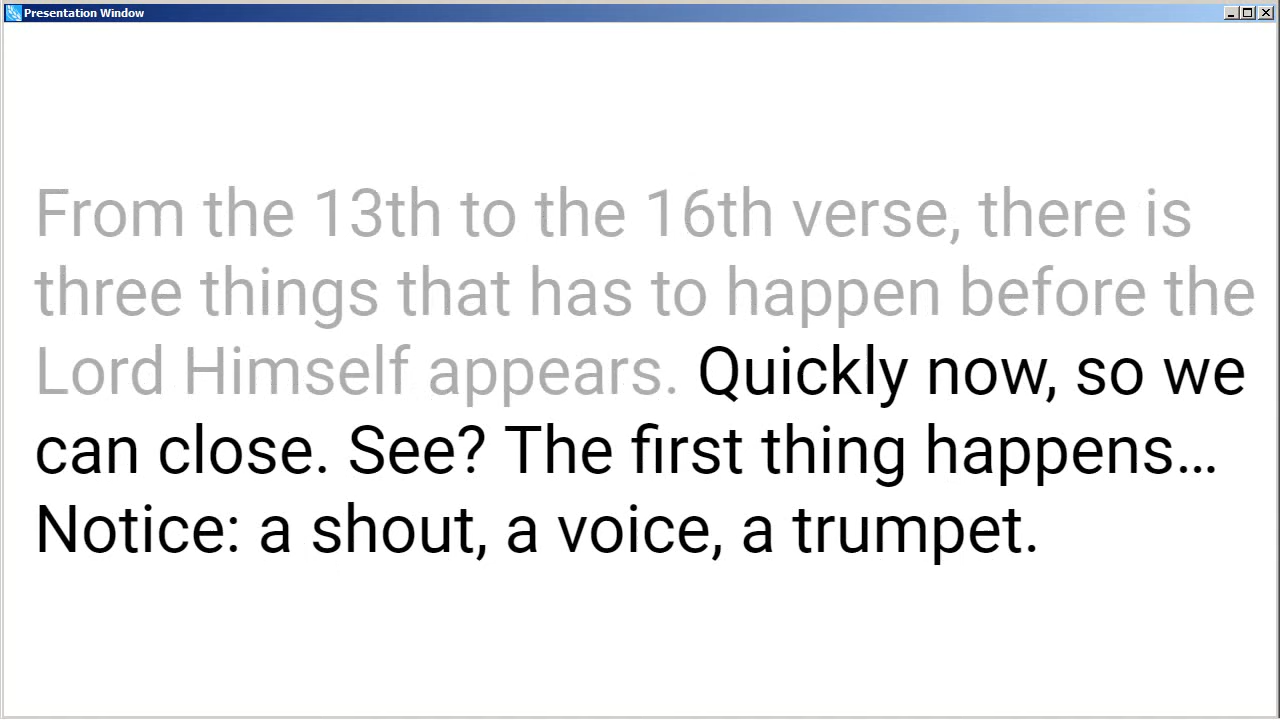 Presentation Window
From the 13th to the 16th verse, there is
three things that has to happen before the
Lord Himself appears. Quickly now, so we
can close. See? The first thing happens…
Notice: a shout, a voice, a trumpet.